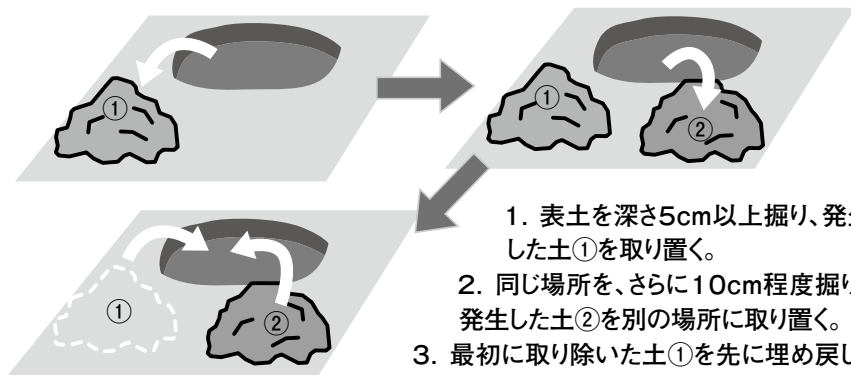 ①
①
②
①
②
1. 表土を深さ5cm以上掘り、発
した土①を取り置く。
2. 同じ場所を、さらに10cm程度掘り
発生した土②を別の場所に取り置く。
3. 最初に取り除いた土①を先に埋め戻し